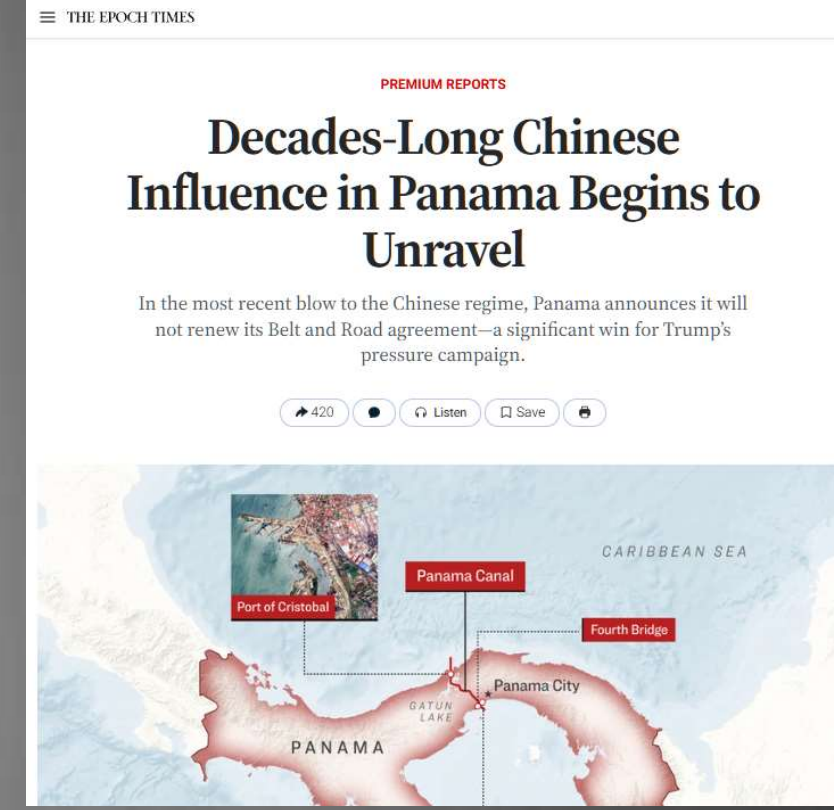 THE EPOCH TIMES
PREMIUM REPORTS
Decades-Long Chinese
Influence in Panama Begins to
Unravel
In the most recent blow to the Chinese regime, Panama announces it will
not renew its Belt and Road agreement—a significant win for Trump's
pressure campaign.
420 Listen Save
CARIBBEAN SEA
Panama Canal
Port of Cristobal
Fourth Bridge
Panama City
GATUN
LAKE
PANAMA